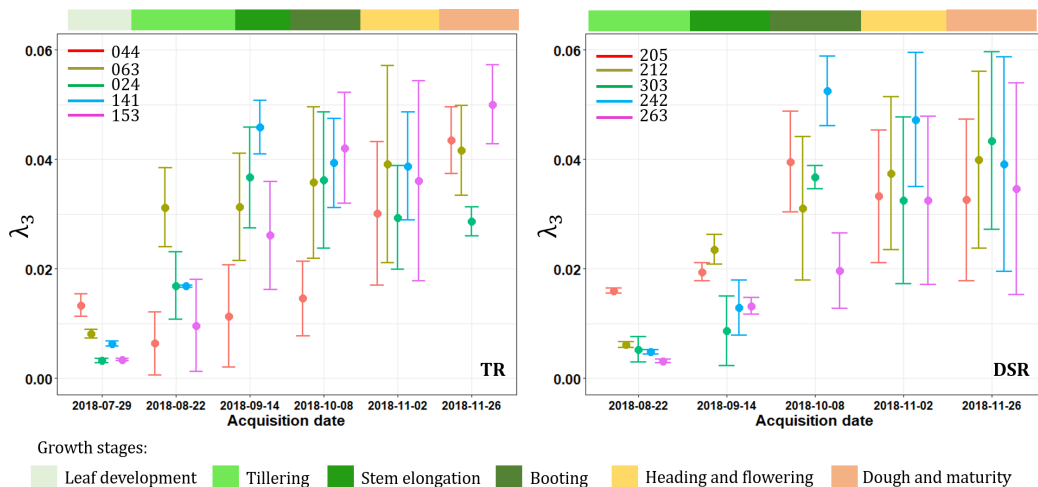 0.06
0.04
0.02
0.00
λ3
044
063
024
141
153
TR
2018-07-29 2018-08-22 2018-09-14 2018-10-08 2018-11-02 2018-11-26
Acquisition date
0.06
0.04
0.02
0.00
λ3
205
212
303
242
263
DSR
2018-08-22 2018-09-14 2018-10-08 2018-11-02 2018-11-26
Acquisition date
Growth stages:
Leaf development Tillering Stem elongation Booting Heading and flowering Dough and maturity